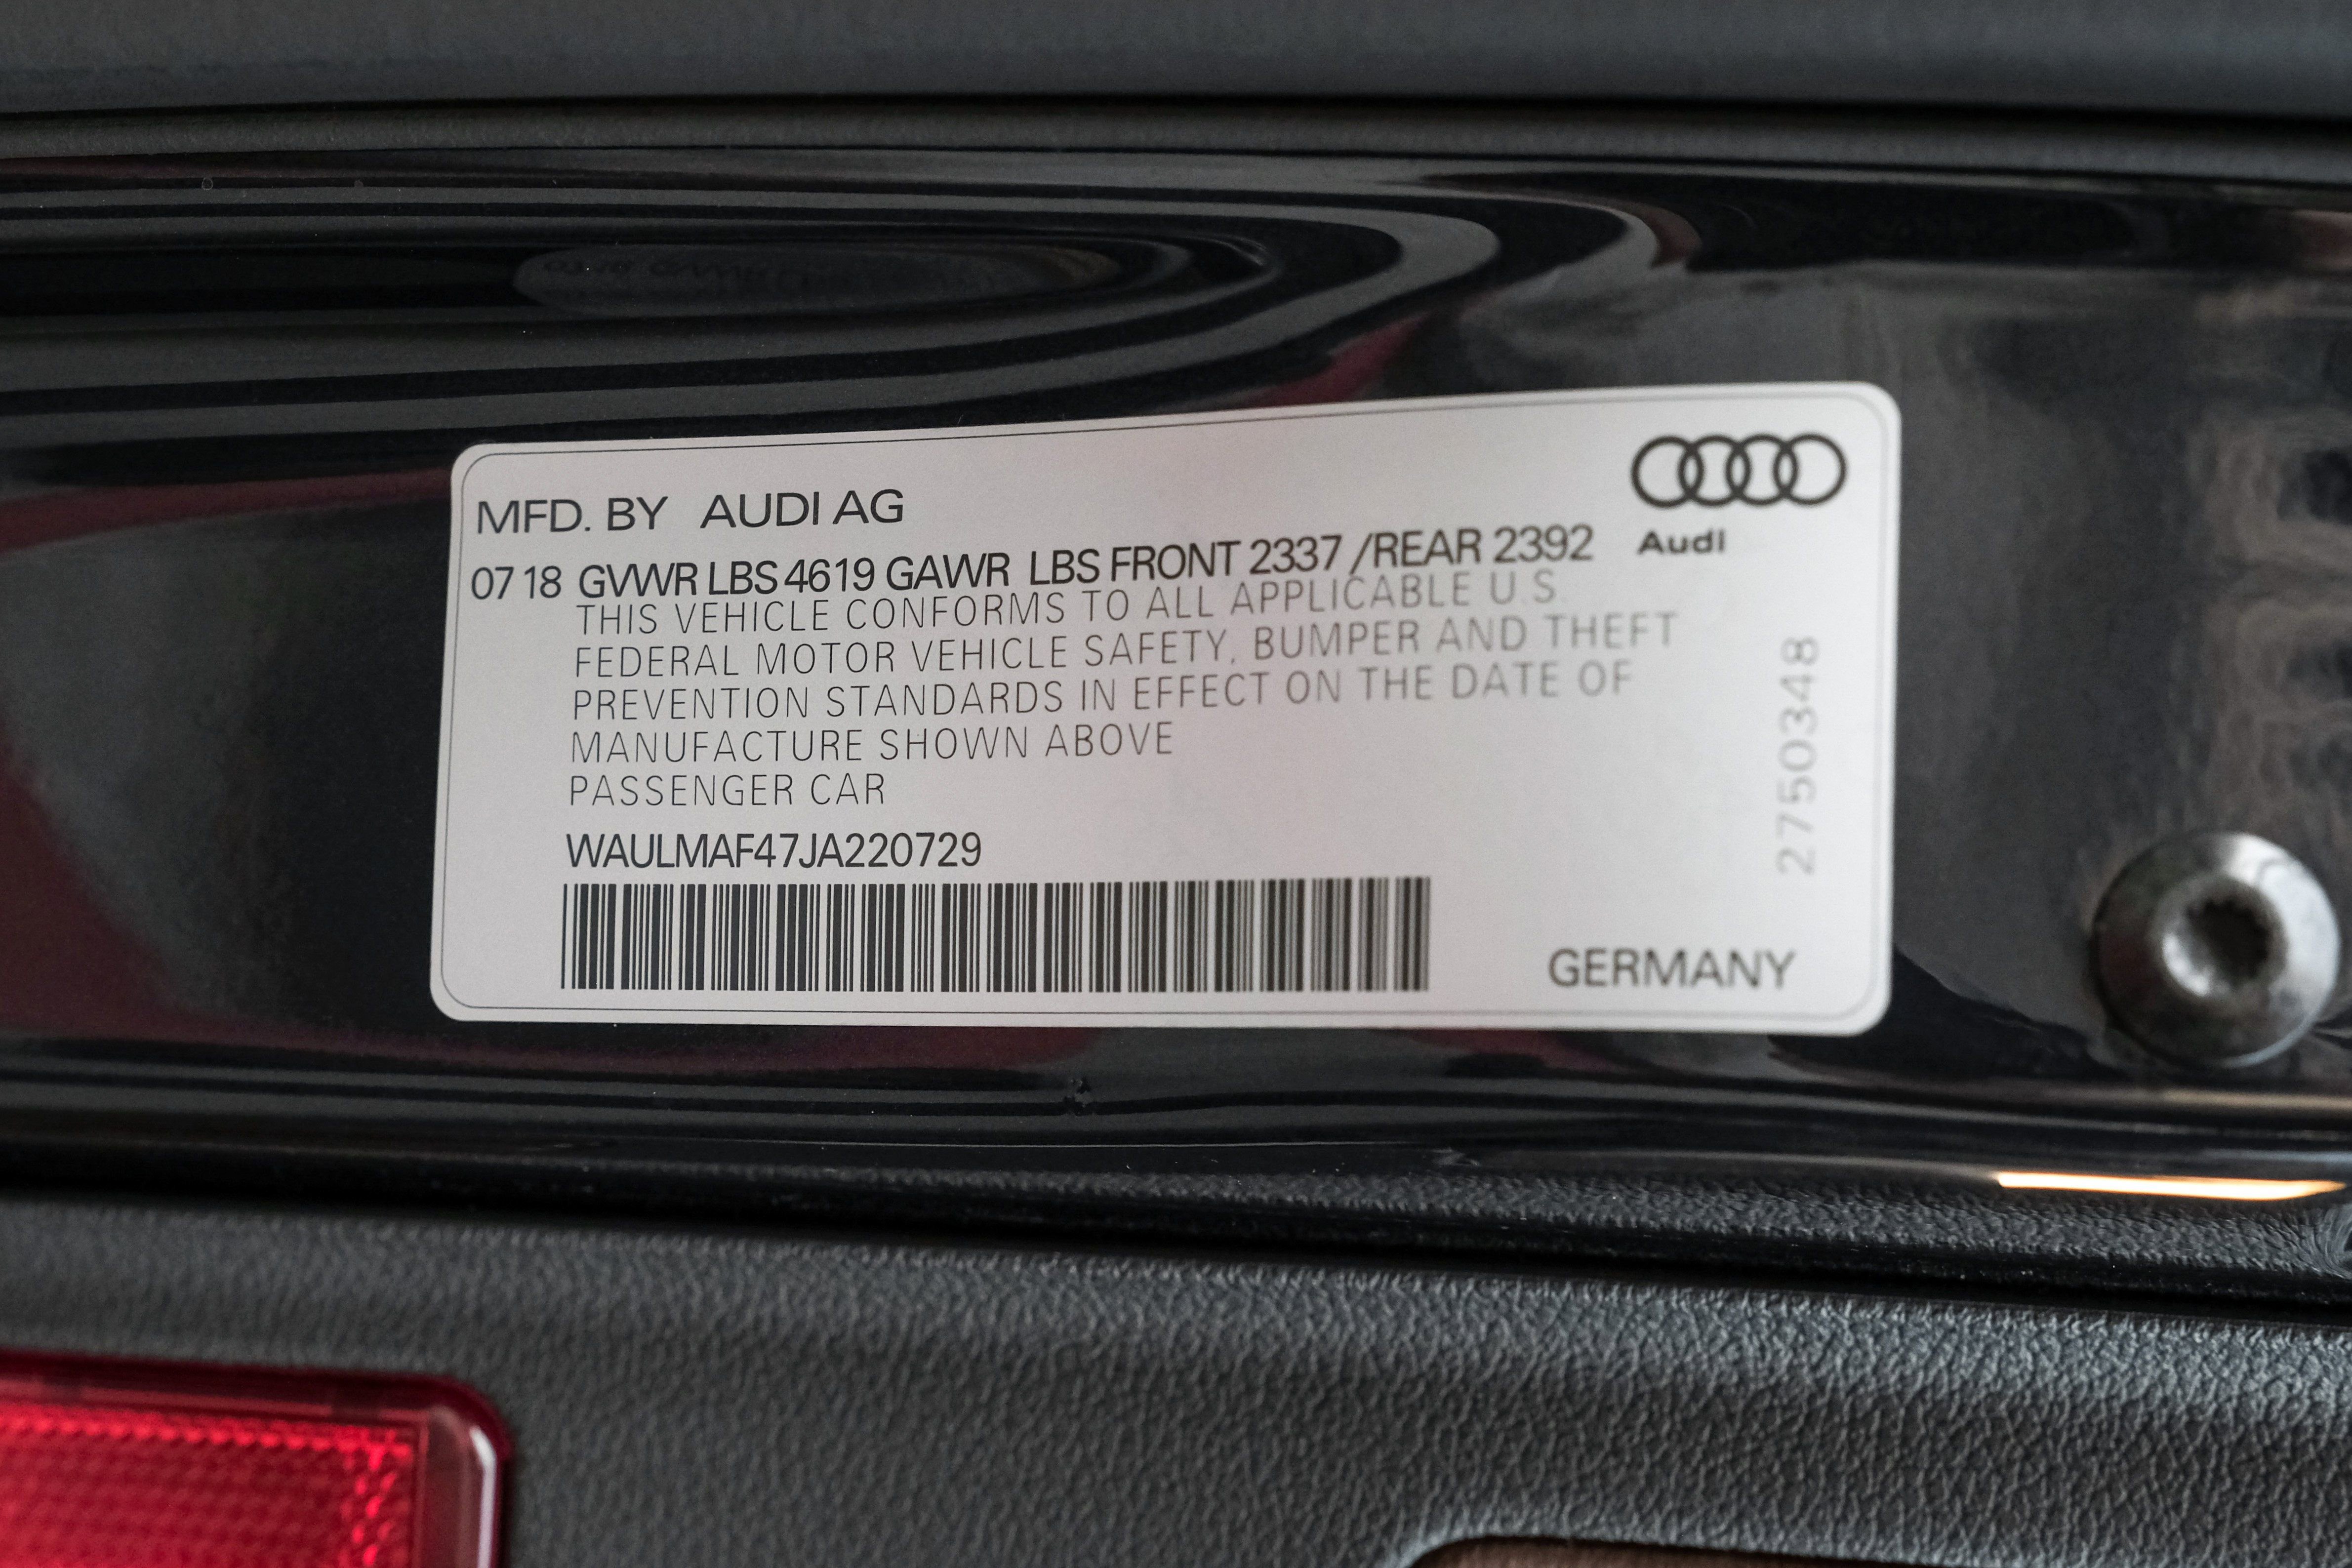 MFD. BY AUDI AG
Audi
07 18 GVWR LBS 4619 GAWR LBS FRONT 2337 /REAR 2392
THIS VEHICLE CONFORMS TO ALL APPLICABLE U.S.
FEDERAL MOTOR VEHICLE SAFETY, BUMPER AND THEFT
PREVENTION STANDARDS IN EFFECT ON THE DATE OF
MANUFACTURE SHOWN ABOVE
PASSENGER CAR
WAULMAF47JA220729
2750348
GERMANY